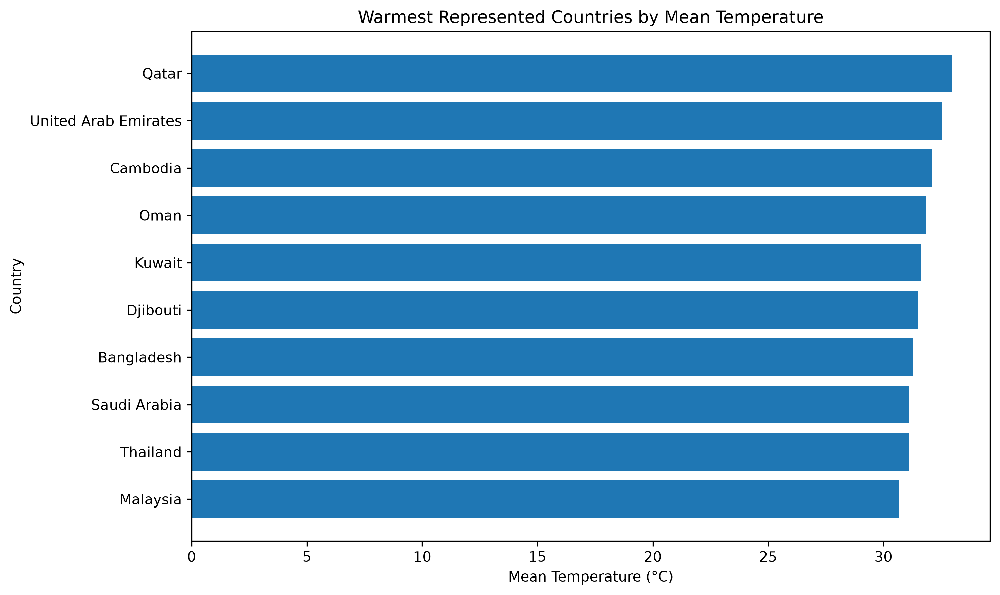 Warmest Represented Countries by Mean Temperature
Qatar
United Arab Emirates
Cambodia
Oman
Kuwait
Djibouti
Bangladesh
Saudi Arabia
Thailand
Malaysia
Country
0 5 10 15 20 25 30
Mean Temperature (°C)